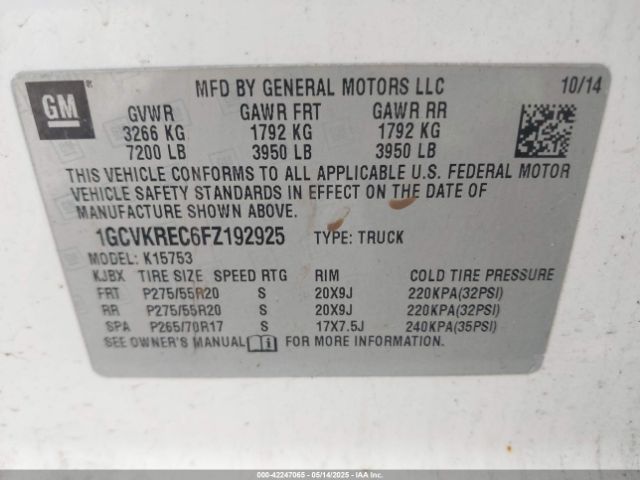 GM
MFD BY GENERAL MOTORS LLC 10/14
GVWR GAWR FRT GAWR RR
3266 KG 1792 KG 1792 KG
7200 LB 3950 LB 3950 LB
THIS VEHICLE CONFORMS TO ALL APPLICABLE U.S. FEDERAL MOTOR
VEHICLE SAFETY STANDARDS IN EFFECT ON THE DATE OF
MANUFACTURE SHOWN ABOVE.
1GCVKREC6FZ192925 TYPE: TRUCK
MODEL: K15753
KJBX TIRE SIZE SPEED RTG RIM COLD TIRE PRESSURE
FRT P275/55R20 S 20X9J 220KPA(32PSI)
RR P275/55R20 S 20X9J 220KPA(32PSI)
SPA P265/70R17 S 17X7.5J 240KPA(35PSI)
SEE OWNER'S MANUAL FOR MORE INFORMATION.
000-42247065 - 05/14/2025 - IAAI.COM/TERMSOFUSE